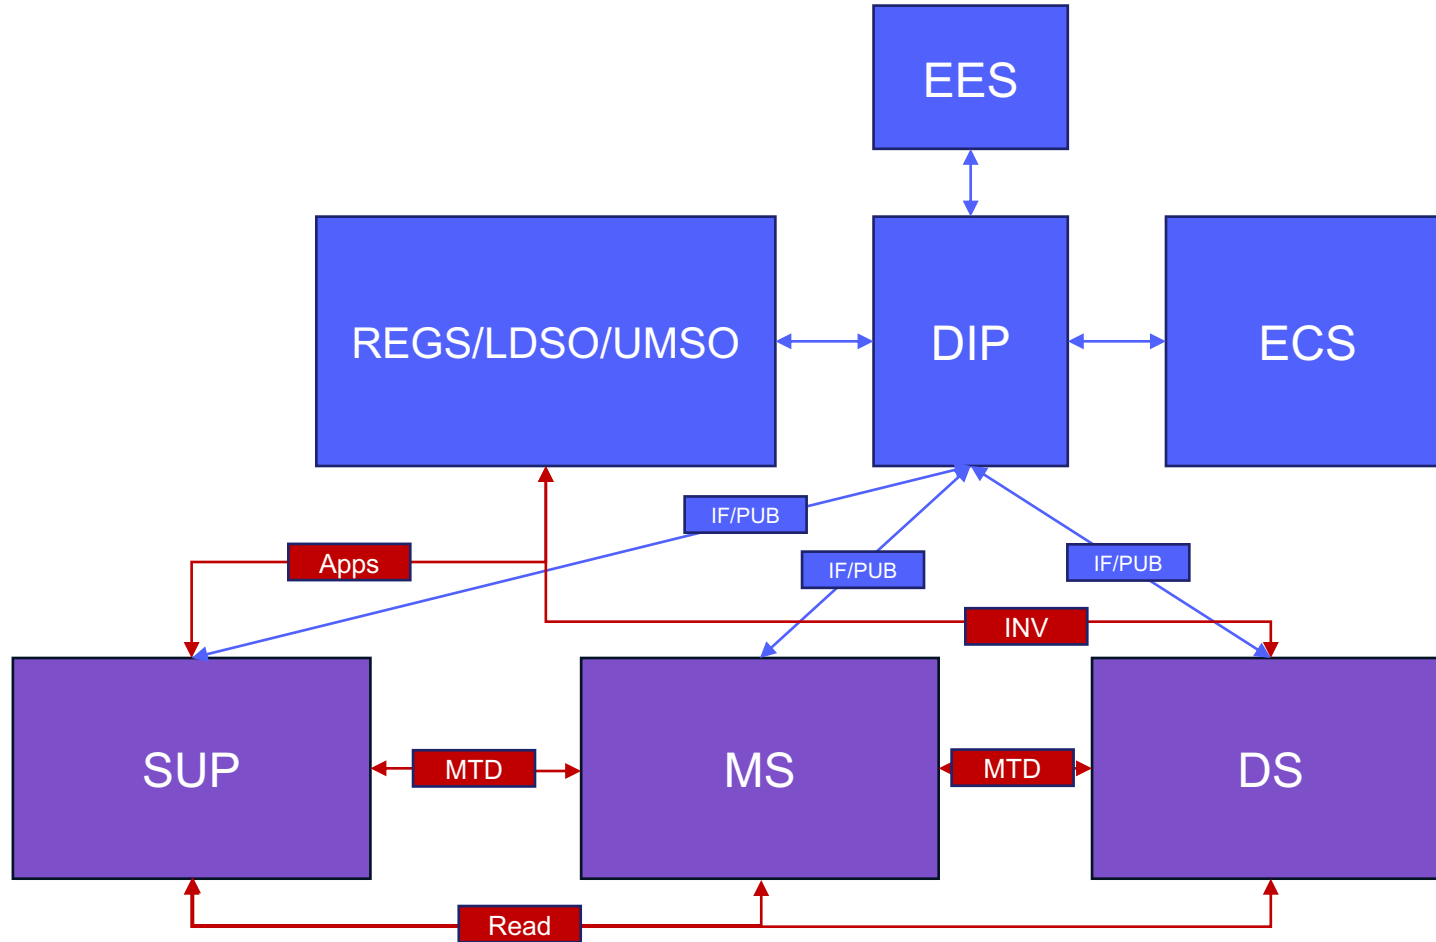 EES
REGS/LDSO/UMSO
DIP
ECS
IF/PUB
Apps
IF/PUB
IF/PUB
INV
SUP
MTD
MS
MTD
DS
Read